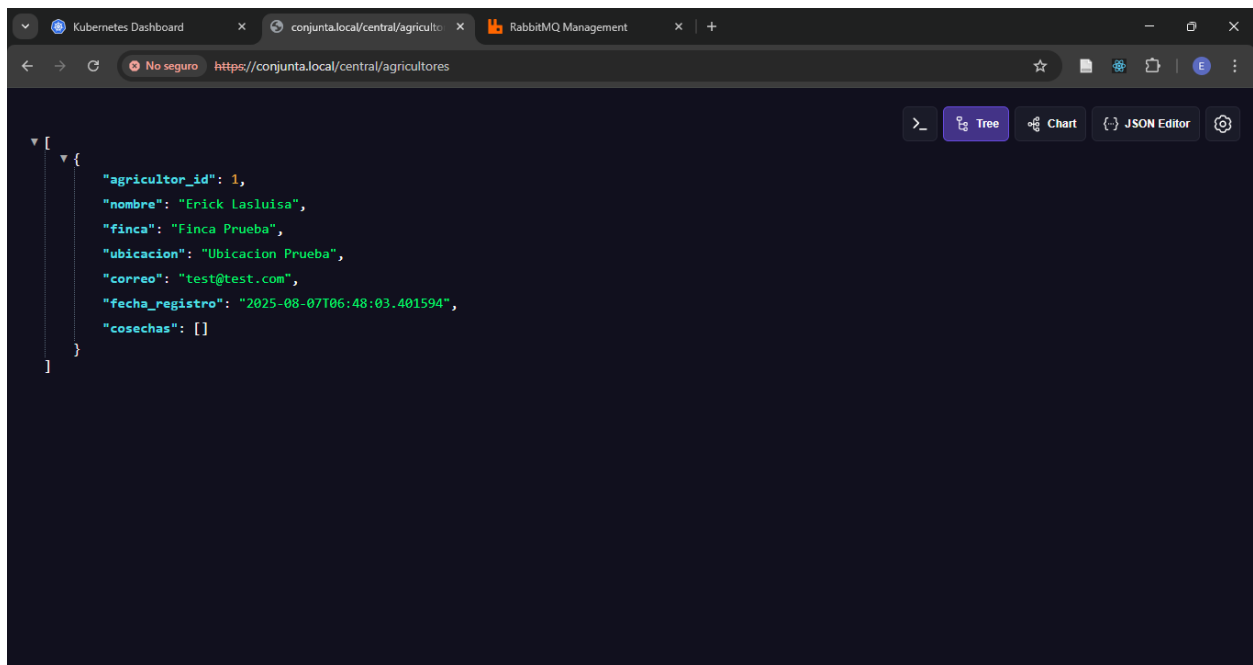 Kubernetes Dashboard
conjunta.local/central/agriculto
RabbitMQ Management
No seguro https://conjunta.local/central/agricultores
E
>_ Tree Chart {··} JSON Editor
[
{
"agricultor_id": 1,
"nombre": "Erick Lasluisa",
"finca": "Finca Prueba",
"ubicacion": "Ubicacion Prueba",
"correo": "test@test.com",
"fecha_registro": "2025-08-07T06:48:03.401594",
"cosechas": []
}
]